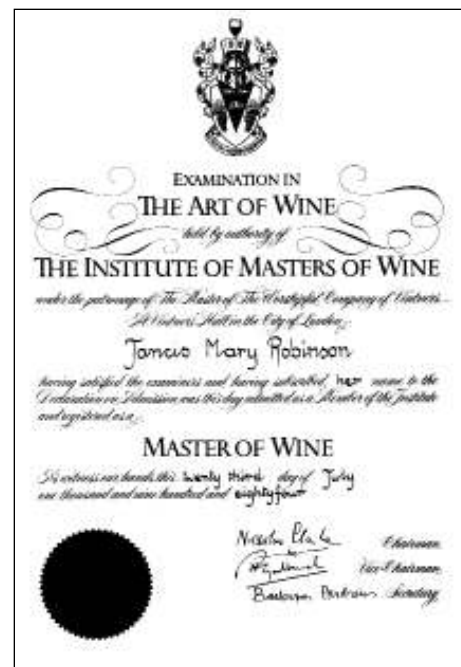 EXAMINATION IN
THE ART OF WINE
held by authority of
THE INSTITUTE OF MASTERS OF WINE
under the patronage of The Master of The Worshipful Company of Vintners
At Vintners Hall in the City of London
Jancis Mary Robinson
having satisfied the examiners and having subscribed her name to the
Declaration on Admission was this day admitted as a Member of the Institute
and registered as a
MASTER OF WINE
As witness our hands this twenty third day of July
one thousand and nine hundred and eightyfour
Chairman
Vice-Chairman
Secretary